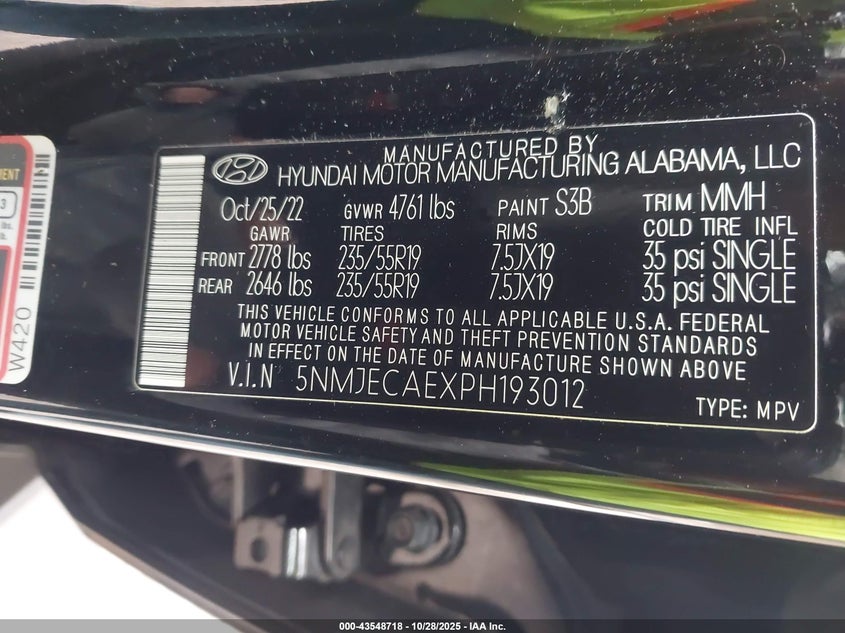 MANUFACTURED BY
HYUNDAI MOTOR MANUFACTURING ALABAMA, LLC
Oct/25/22 GVWR 4761 lbs PAINT S3B TRIM MMH
GAWR TIRES RIMS COLD TIRE INFL
FRONT 2778 lbs 235/55R19 7.5JX19 35 psi SINGLE
REAR 2646 lbs 235/55R19 7.5JX19 35 psi SINGLE
THIS VEHICLE CONFORMS TO ALL APPLICABLE U.S.A. FEDERAL
MOTOR VEHICLE SAFETY AND THEFT PREVENTION STANDARDS
IN EFFECT ON THE DATE OF MANUFACTURE SHOWN ABOVE
V.I.N 5NMJECAEXPH193012
TYPE: MPV
W420
MENT
3
lbs.
lb.
000-43548718 - 10/28/2025 - IAA Inc.